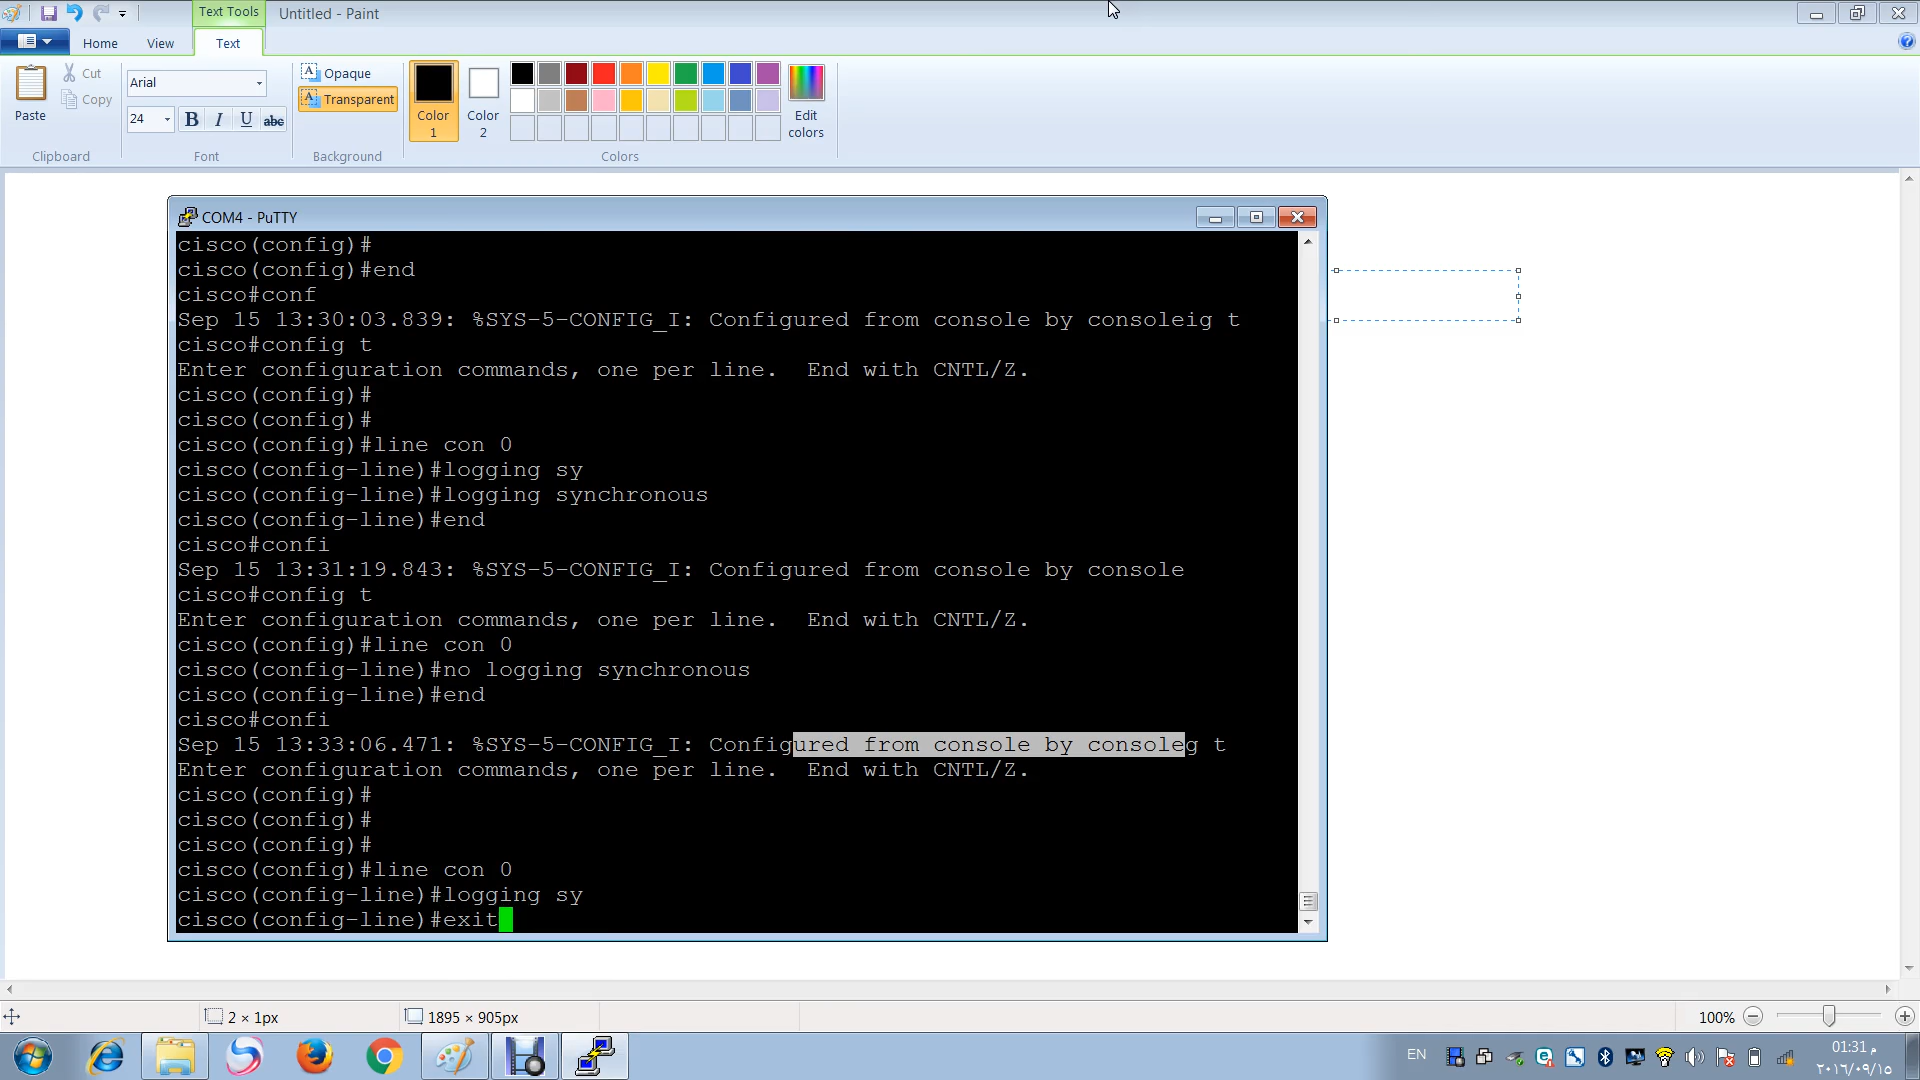 Text Tools
Untitled - Paint
Home
View
Text
Cut
Copy
Paste
Clipboard
Arial
24
B
I
U
abc
Font
Opaque
Transparent
Background
Color
1
Color
2
Edit
colors
Colors
COM4 - PuTTY
cisco(config)#
cisco(config)#end
cisco#conf
Sep 15 13:30:03.839: %SYS-5-CONFIG_I: Configured from console by consoleig t
cisco#config t
Enter configuration commands, one per line.  End with CNTL/Z.
cisco(config)#
cisco(config)#
cisco(config)#line con 0
cisco(config-line)#logging sy
cisco(config-line)#logging synchronous
cisco(config-line)#end
cisco#confi
Sep 15 13:31:19.843: %SYS-5-CONFIG_I: Configured from console by console
cisco#config t
Enter configuration commands, one per line.  End with CNTL/Z.
cisco(config)#line con 0
cisco(config-line)#no logging synchronous
cisco(config-line)#end
cisco#confi
Sep 15 13:33:06.471: %SYS-5-CONFIG_I: Configured from console by consoleg t
Enter configuration commands, one per line.  End with CNTL/Z.
cisco(config)#
cisco(config)#
cisco(config)#
cisco(config)#line con 0
cisco(config-line)#logging sy
cisco(config-line)#exit
2 × 1px
1895 × 905px
100%
EN
01:31 م
٢٠١٦/٠٩/١٥